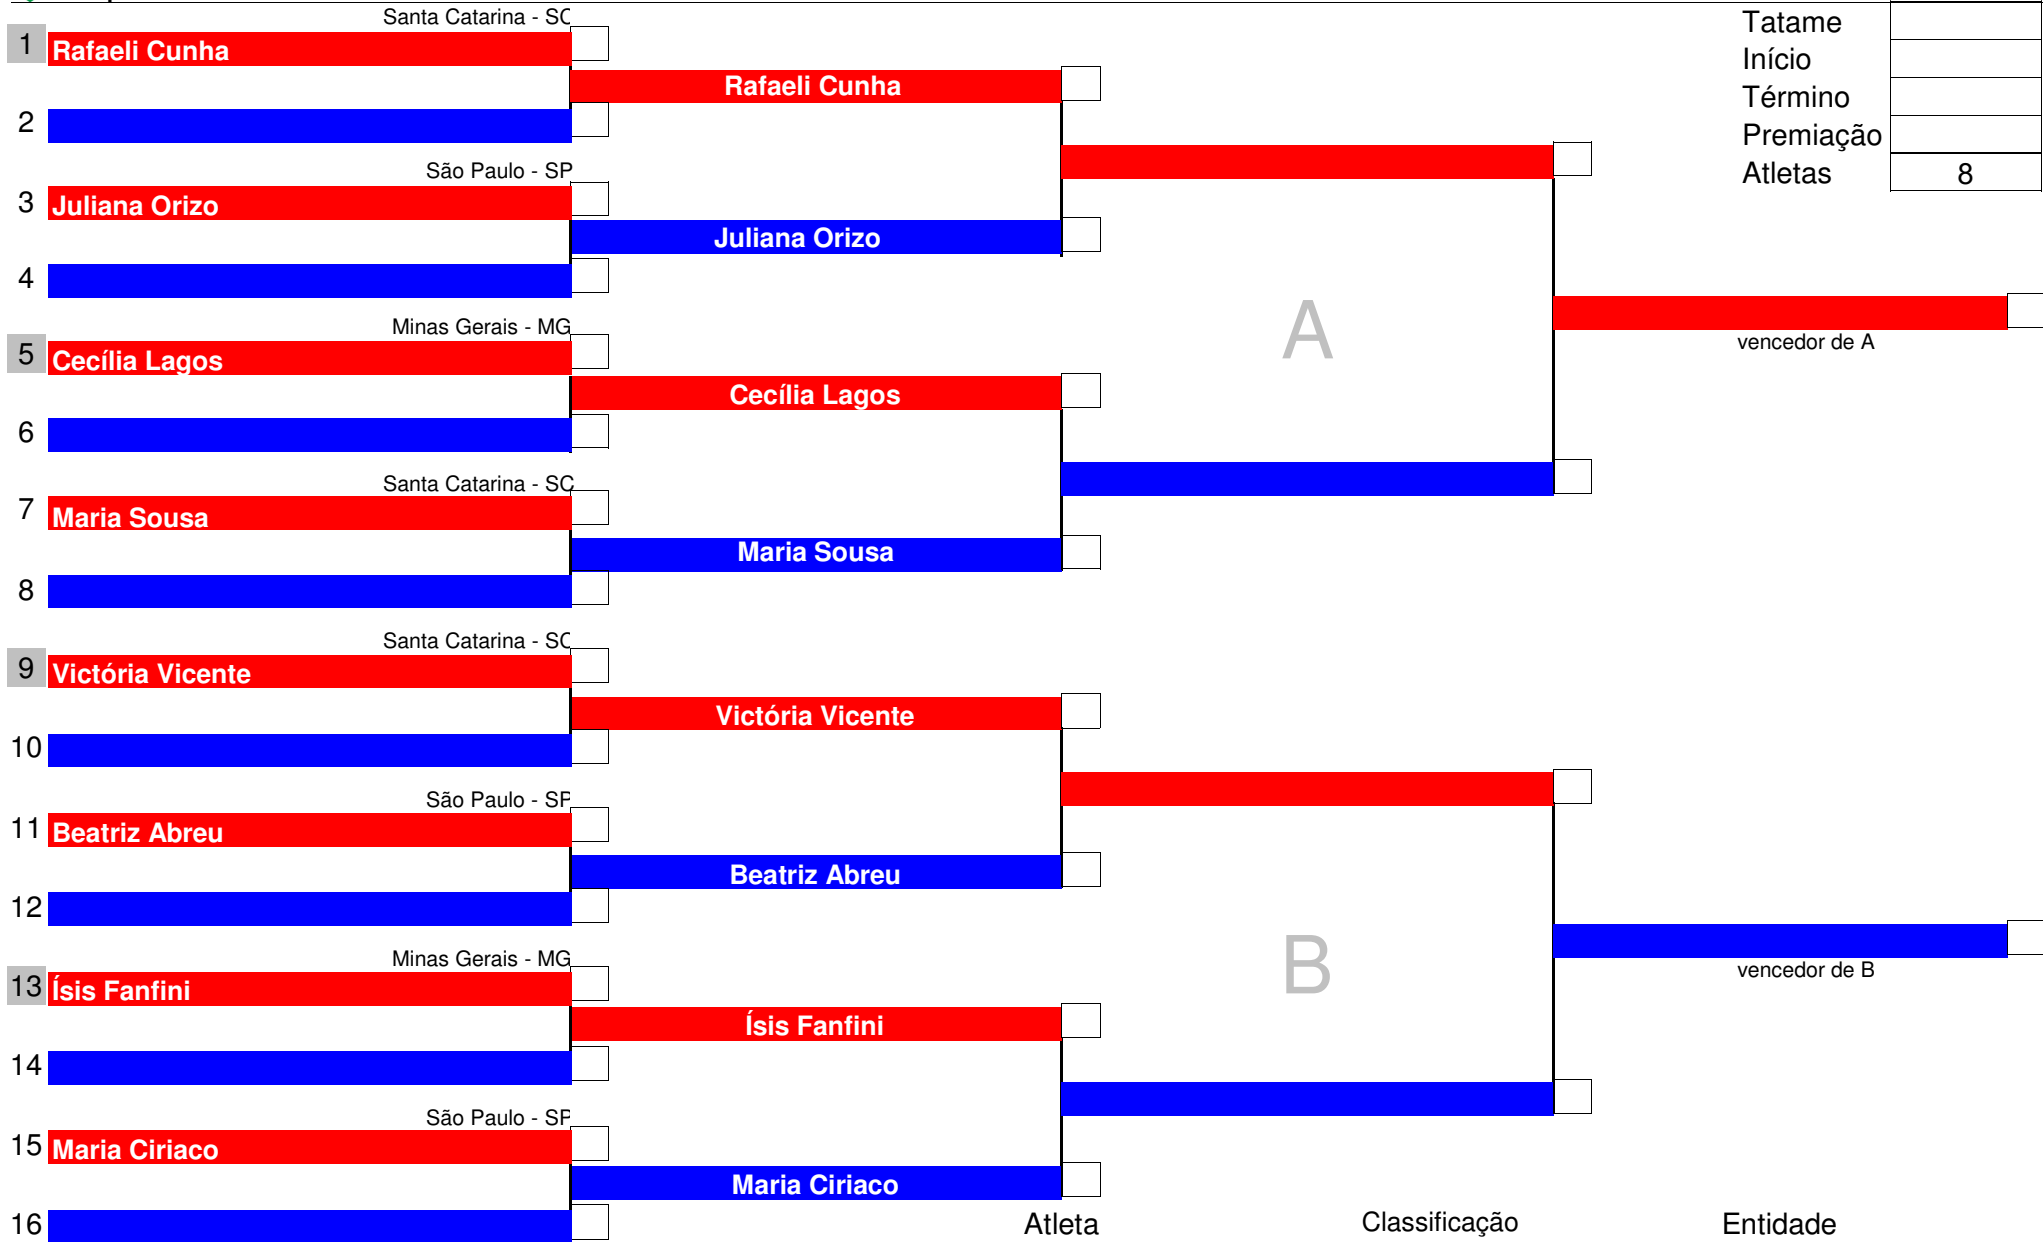 Santa Catarina - SC
1 Rafaeli Cunha
Rafaeli Cunha
2
São Paulo - SP
3 Juliana Orizo
Juliana Orizo
4
Minas Gerais - MG
5 Cecília Lagos
Cecília Lagos
6
Santa Catarina - SC
7 Maria Sousa
Maria Sousa
8
Santa Catarina - SC
9 Victória Vicente
Victória Vicente
10
São Paulo - SP
11 Beatriz Abreu
Beatriz Abreu
12
Minas Gerais - MG
13 Ísis Fanfini
Ísis Fanfini
14
São Paulo - SP
15 Maria Ciriaco
Maria Ciriaco
16
A
B
Tatame
Início
Término
Premiação
Atletas 8
vencedor de A
vencedor de B
Atleta Classificação Entidade